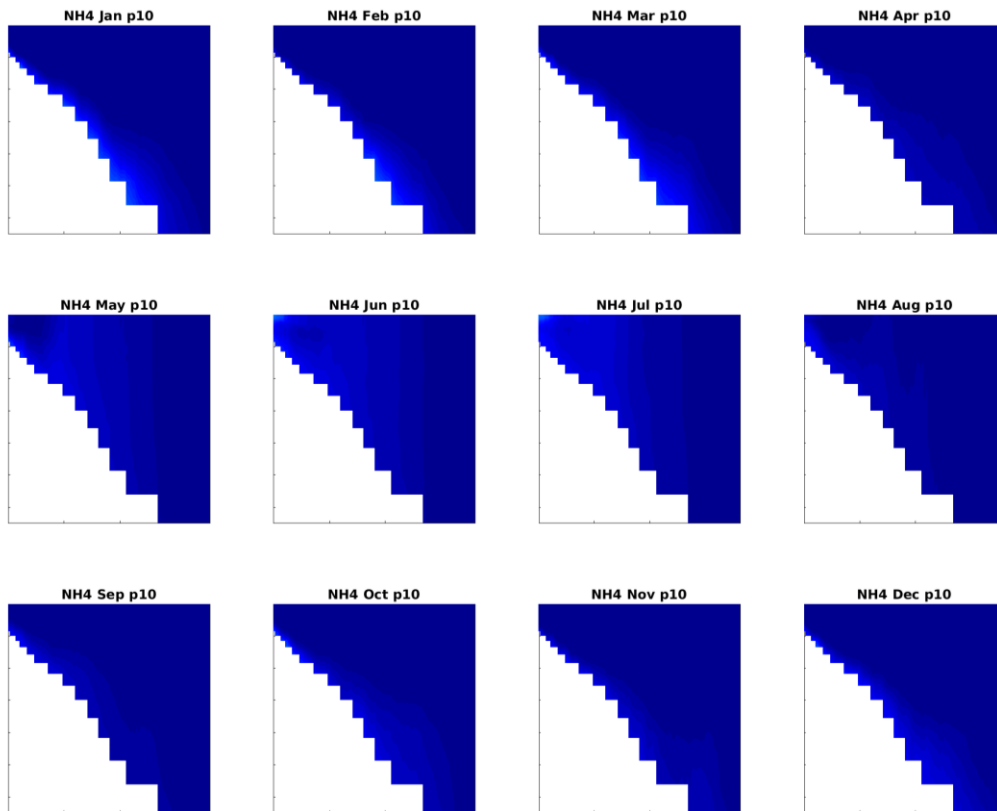 NH4 Jan p10
NH4 Feb p10
NH4 Mar p10
NH4 Apr p10
NH4 May p10
NH4 Jun p10
NH4 Jul p10
NH4 Aug p10
NH4 Sep p10
NH4 Oct p10
NH4 Nov p10
NH4 Dec p10